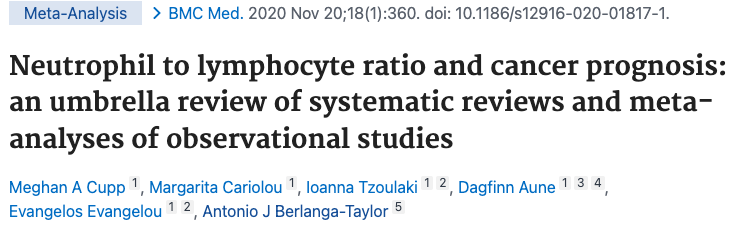 Meta-Analysis > BMC Med. 2020 Nov 20;18(1):360. doi: 10.1186/s12916-020-01817-1.
Neutrophil to lymphocyte ratio and cancer prognosis:
an umbrella review of systematic reviews and meta-
analyses of observational studies
Meghan A Cupp 1, Margarita Cariolou 1, Ioanna Tzoulaki 1 2, Dagfinn Aune 1 3 4,
Evangelos Evangelou 1 2, Antonio J Berlanga-Taylor 5